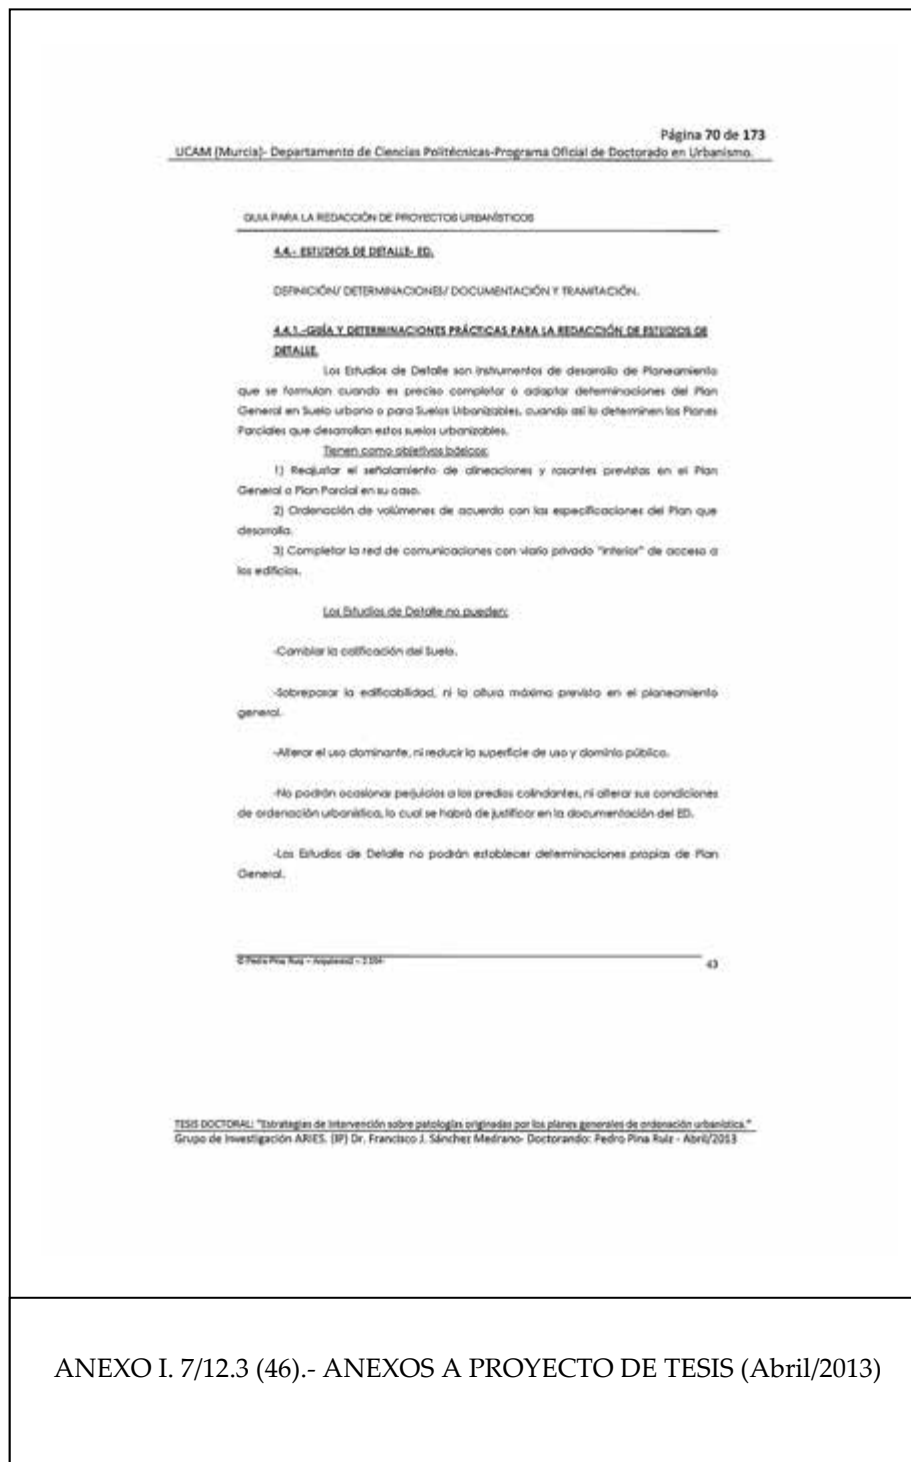 Página 70 de 173
UCAM (Murcia)- Departamento de Ciencias Politécnicas-Programa Oficial de Doctorado en Urbanismo.
GUIA PARA LA REDACCIÓN DE PROYECTOS URBANÍSTICOS
4.4.- ESTUDIOS DE DETALLE- ED.
DEFINICIÓN/ DETERMINACIONES/ DOCUMENTACIÓN Y TRAMITACIÓN.
4.4.1.-GUÍA Y DETERMINACIONES PRÁCTICAS PARA LA REDACCIÓN DE ESTUDIOS DE
DETALLE.
Los Estudios de Detalle son instrumentos de desarrollo de Planeamiento
que se formulan cuando es preciso completar o adaptar determinaciones del Plan
General en Suelo urbano o para Suelos Urbanizables, cuando así lo determinen los Planes
Parciales que desarrollan estos suelos urbanizables.
Tienen como objetivos básicos:
1) Reajustar el señalamiento de alineaciones y rasantes previstas en el Plan
General o Plan Parcial en su caso.
2) Ordenación de volúmenes de acuerdo con las especificaciones del Plan que
desarrolla.
3) Completar la red de comunicaciones con viario privado "interior" de acceso a
los edificios.
Los Estudios de Detalle no pueden:
-Cambiar la calificación del Suelo.
-Sobrepasar la edificabilidad, ni la altura máxima prevista en el planeamiento
general.
-Alterar el uso dominante, ni reducir la superficie de uso y dominio público.
-No podrán ocasionar perjuicios a los predios colindantes, ni alterar sus condiciones
de ordenación urbanística, lo cual se habrá de justificar en la documentación del ED.
-Los Estudios de Detalle no podrán establecer determinaciones propias de Plan
General.
© Pedro Pina Ruiz –
43
TESIS DOCTORAL: "Estrategias de intervención sobre patologías originadas por los planes generales de ordenación urbanística."
Grupo de Investigación ARIES. (IP) Dr. Francisco J. Sánchez Medrano- Doctorando: Pedro Pina Ruiz - Abril/2013
ANEXO I. 7/12.3 (46).- ANEXOS A PROYECTO DE TESIS (Abril/2013)